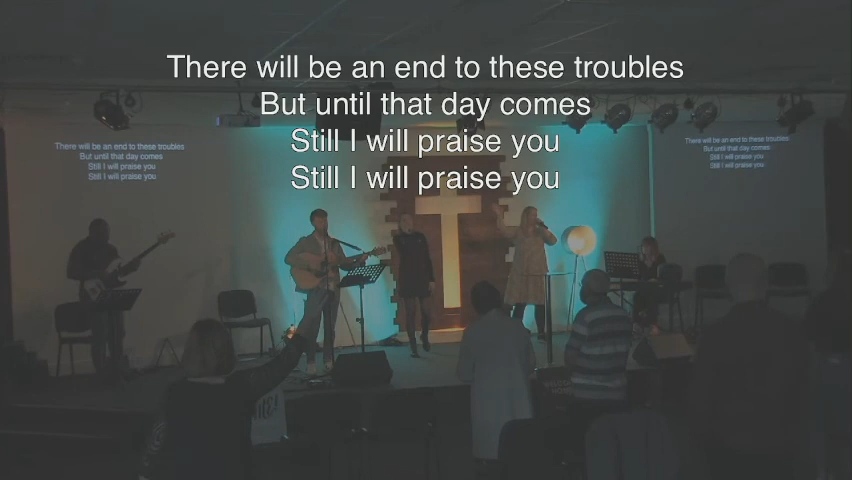 There will be an end to these troubles
But until that day comes
Still I will praise you
Still I will praise you
There will be an end to these troubles
But until that day comes
Still I will praise you
Still I will praise you
There will be an end to these troubles
But until that day comes
Still I will praise you
Still I will praise you